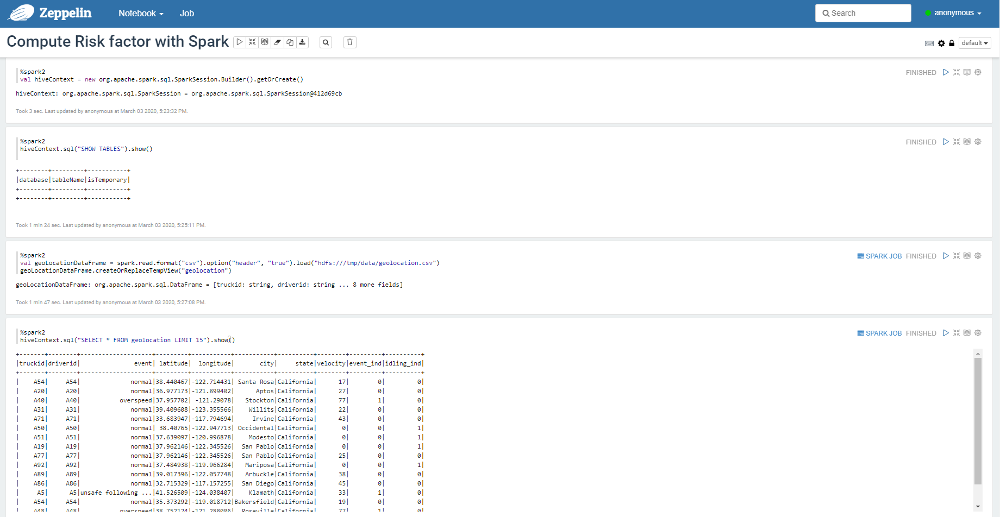 Zeppelin
Notebook
Job
Search
anonymous
Compute Risk factor with Spark
default
%spark2
FINISHED
val hiveContext = new org.apache.spark.sql.SparkSession.Builder().getOrCreate()
hiveContext: org.apache.spark.sql.SparkSession = org.apache.spark.sql.SparkSession@412d69cb
Took 3 sec. Last updated by anonymous at March 03 2020, 5:23:32 PM.
%spark2
FINISHED
hiveContext.sql("SHOW TABLES").show()
+--------+---------+-----------+
|database|tableName|isTemporary|
+--------+---------+-----------+
+--------+---------+-----------+
Took 1 min 24 sec. Last updated by anonymous at March 03 2020, 5:25:11 PM.
%spark2
SPARK JOB FINISHED
val geoLocationDataFrame = spark.read.format("csv").option("header", "true").load("hdfs:///tmp/data/geolocation.csv")
geoLocationDataFrame.createOrReplaceTempView("geolocation")
geoLocationDataFrame: org.apache.spark.sql.DataFrame = [truckid: string, driverid: string ... 8 more fields]
Took 1 min 47 sec. Last updated by anonymous at March 03 2020, 5:27:08 PM.
%spark2
SPARK JOB FINISHED
hiveContext.sql("SELECT * FROM geolocation LIMIT 15").show()
+-------+--------+--------------------+---------+-----------+-----------+----------+--------+---------+----------+
|truckid|driverid|               event| latitude|  longitude|       city|     state|velocity|event_ind|idling_ind|
+-------+--------+--------------------+---------+-----------+-----------+----------+--------+---------+----------+
|    A54|     A54|              normal|38.440467|-122.714431| Santa Rosa|California|      17|        0|         0|
|    A20|     A20|              normal|36.977173|-121.899402|      Aptos|California|      27|        0|         0|
|    A40|     A40|           overspeed|37.957702| -121.29078|   Stockton|California|      77|        1|         0|
|    A31|     A31|              normal|39.409608|-123.355566|    Willits|California|      22|        0|         0|
|    A71|     A71|              normal|33.683947|-117.794694|     Irvine|California|      43|        0|         0|
|    A50|     A50|              normal| 38.40765|-122.947713| Occidental|California|       0|        0|         1|
|    A51|     A51|              normal|37.639097|-120.996878|    Modesto|California|       0|        0|         1|
|    A19|     A19|              normal|37.962146|-122.345526|  San Pablo|California|       0|        0|         1|
|    A77|     A77|              normal|37.962146|-122.345526|  San Pablo|California|      25|        0|         0|
|    A92|     A92|              normal|37.484938|-119.966284|   Mariposa|California|       0|        0|         1|
|    A89|     A89|              normal|39.017396|-122.057748|   Arbuckle|California|      38|        0|         0|
|    A86|     A86|              normal|32.715329|-117.157255|  San Diego|California|      45|        0|         0|
|     A5|      A5|unsafe following ...|41.526509|-124.038407|    Klamath|California|      33|        1|         0|
|    A54|     A54|              normal|35.373292|-119.018712|Bakersfield|California|      19|        0|         0|
|    A48|     A48|           overspeed|38.752124|-121.288006|  Roseville|California|      77|        1|         0|